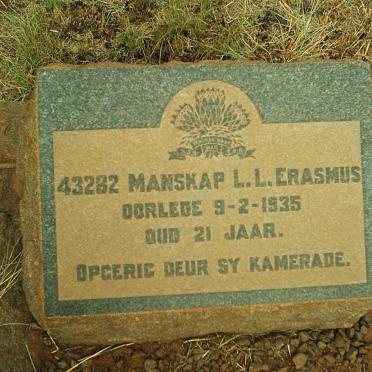 43282 MANSKAP L.L. ERASMUS
OORLEDE 9-2-1935
OUD 21 JAAR.
OPGERIG DEUR SY KAMERADE.